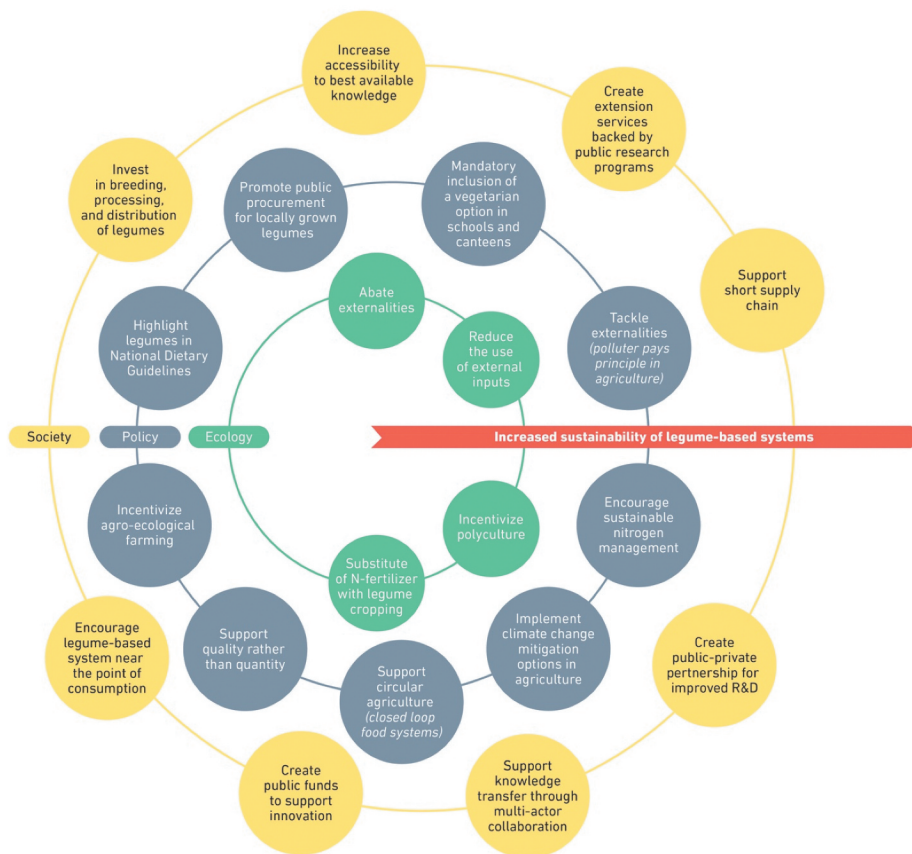 Increase
accessibility
to best available
knowledge
Create
extension
services
backed by
public research
programs
Invest
in breeding,
processing,
and distribution
of legumes
Promote public
procurement
for locally grown
legumes
Mandatory
inclusion of
a vegetarian
option in
schools and
canteens
Support
short supply
chain
Abate
externalities
Highlight
legumes in
National Dietary
Guidelines
Reduce
the use
of external
inputs
Tackle
externalities
(polluter pays
principle in
agriculture)
Society
Policy
Ecology
Increased sustainability of legume-based systems
Incentivize
agro-ecological
farming
Incentivize
polyculture
Encourage
sustainable
nitrogen
management
Substitute
of N-fertilizer
with legume
cropping
Encourage
legume-based
system near
the point of
consumption
Support
quality rather
than quantity
Support
circular
agriculture
(closed loop
food systems)
Implement
climate change
mitigation
options in
agriculture
Create
public-private
pertnership for
improved R&D
Create
public funds
to support
innovation
Support
knowledge
transfer through
multi-actor
collaboration